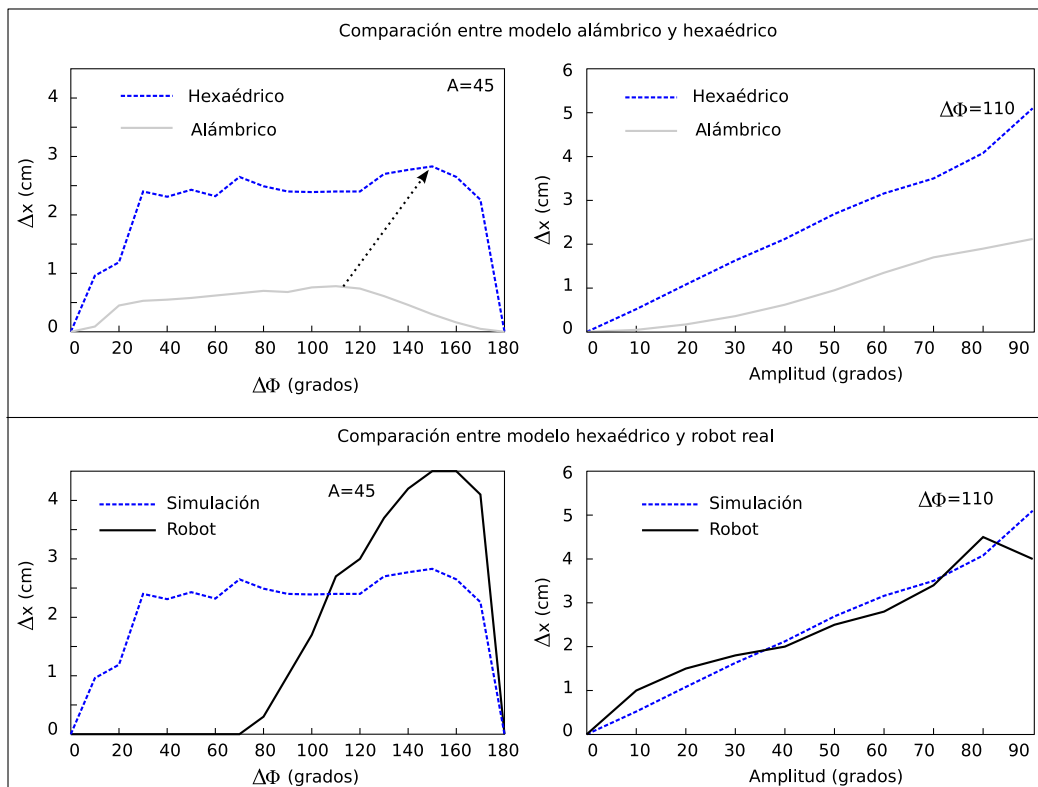 Comparación entre modelo alámbrico y hexaédrico
Δx (cm)
4
3
2
1
0
Hexaédrico
Alámbrico
A=45
0 20 40 60 80 100 120 140 160 180
ΔΦ (grados)
Δx (cm)
6
5
4
3
2
1
0
Hexaédrico
Alámbrico
ΔΦ=110
0 10 20 30 40 50 60 70 80 90
Amplitud (grados)
Comparación entre modelo hexaédrico y robot real
Δx (cm)
4
3
2
1
0
Simulación
Robot
A=45
0 20 40 60 80 100 120 140 160 180
ΔΦ (grados)
Δx (cm)
6
5
4
3
2
1
0
Simulación
Robot
ΔΦ=110
0 10 20 30 40 50 60 70 80 90
Amplitud (grados)